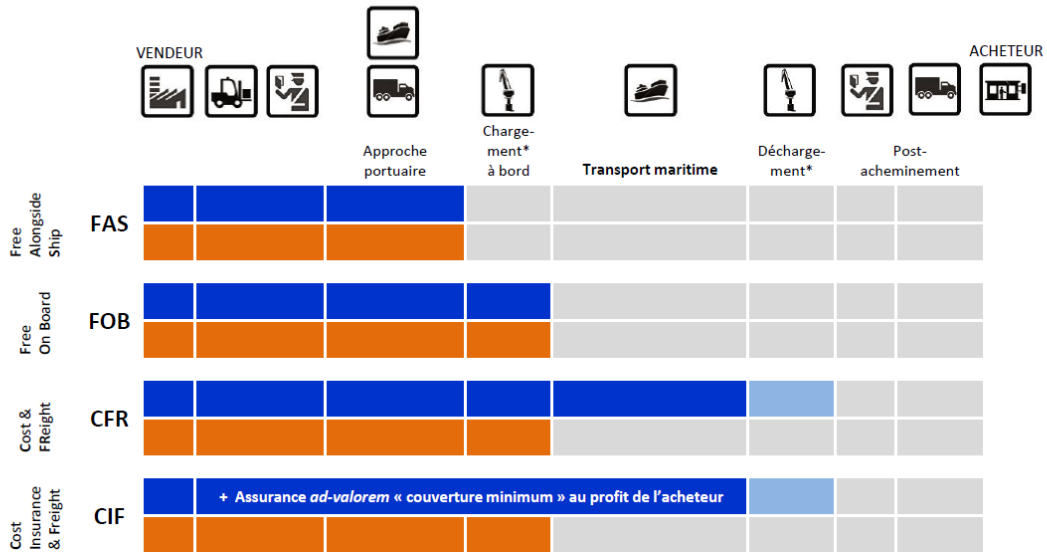 VENDEUR
ACHETEUR
Approche
portuaire
Charge-
ment*
à bord
Transport maritime
Décharge-
ment*
Post-
acheminement
Free
Alongside
Ship
FAS
Free
On Board
FOB
Cost &
FReight
CFR
Cost
Insurance
& Freight
CIF
+ Assurance ad-valorem « couverture minimum » au profit de l'acheteur